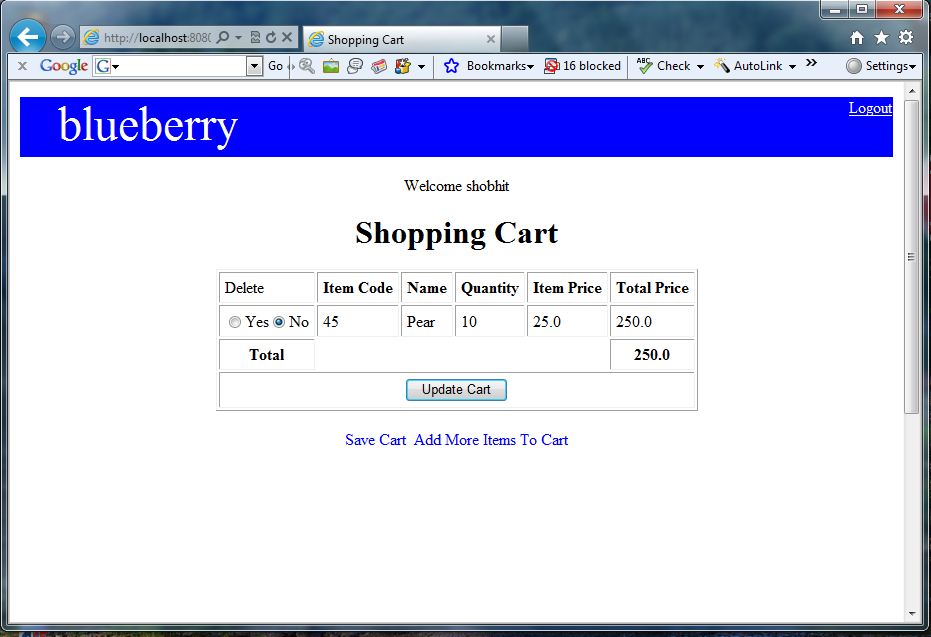 http://localhost:8080 Shopping Cart
Google G Go Bookmarks 16 blocked ABC Check AutoLink » Settings
blueberry
Logout
Welcome shobhit
Shopping Cart
Delete Item Code Name Quantity Item Price Total Price
Yes No 45 Pear 10 25.0 250.0
Total 250.0
Update Cart
Save Cart Add More Items To Cart